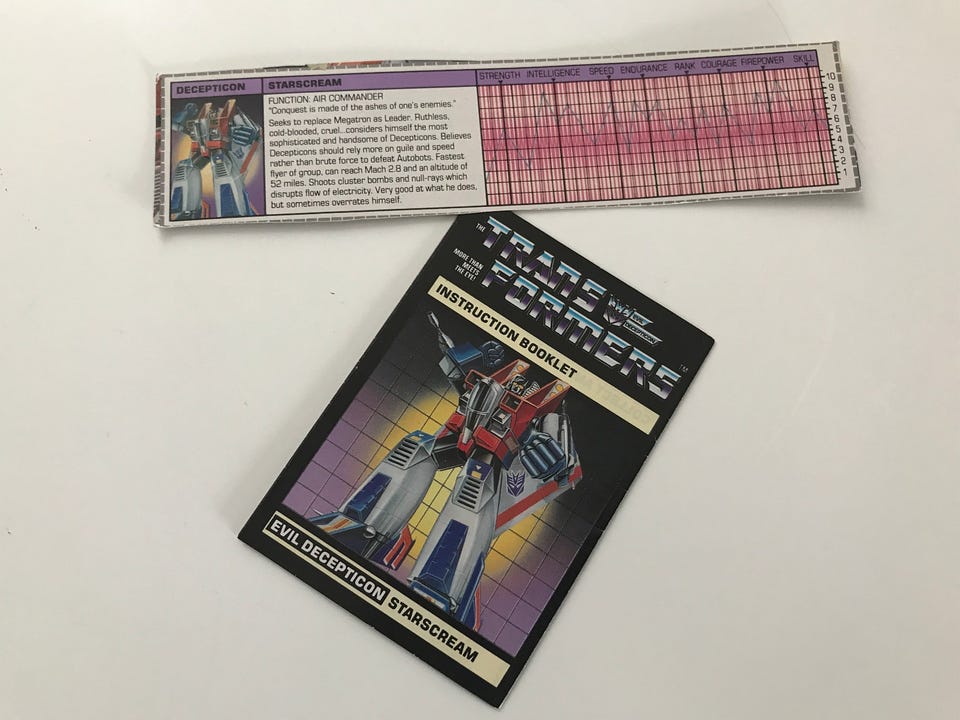 DECEPTICON
STARSCREAM
FUNCTION: AIR COMMANDER
"Conquest is made of the ashes of one's enemies."
Seeks to replace Megatron as Leader. Ruthless,
cold-blooded, cruel...considers himself the most
sophisticated and handsome of Decepticons. Believes
Decepticons should rely more on guile and speed
rather than brute force to defeat Autobots. Fastest
flyer of group, can reach Mach 2.8 and an altitude of
52 miles. Shoots cluster bombs and null-rays which
disrupts flow of electricity. Very good at what he does,
but sometimes overrates himself.
STRENGTH INTELLIGENCE SPEED ENDURANCE RANK COURAGE FIREPOWER SKILL
10
9
8
7
6
5
4
3
2
1
THE
TRANS
FORMERS
TM
MORE THAN
MEETS
THE EYE!
EVIL
DECEPTICON
INSTRUCTION BOOKLET
EVIL DECEPTICON STARSCREAM